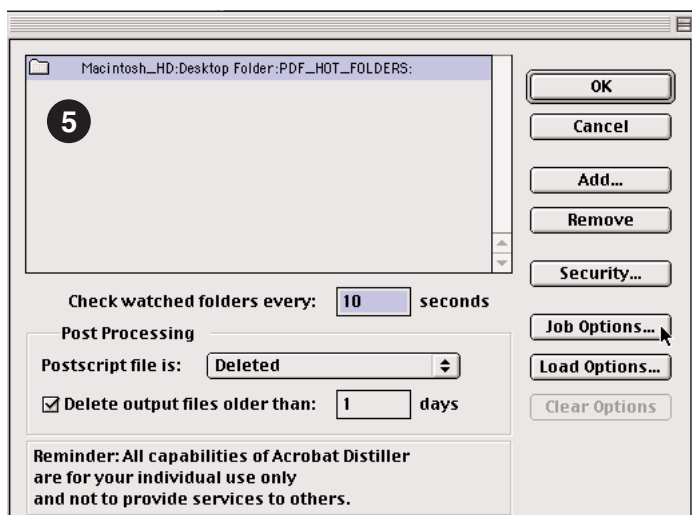 Macintosh_HD:Desktop Folder:PDF_HOT_FOLDERS:
5
OK
Cancel
Add...
Remove
Security...
Check watched folders every: 10 seconds
Job Options...
Post Processing
Postscript file is: Deleted
Load Options...
Delete output files older than: 1 days
Clear Options
Reminder: All capabilities of Acrobat Distiller
are for your individual use only
and not to provide services to others.